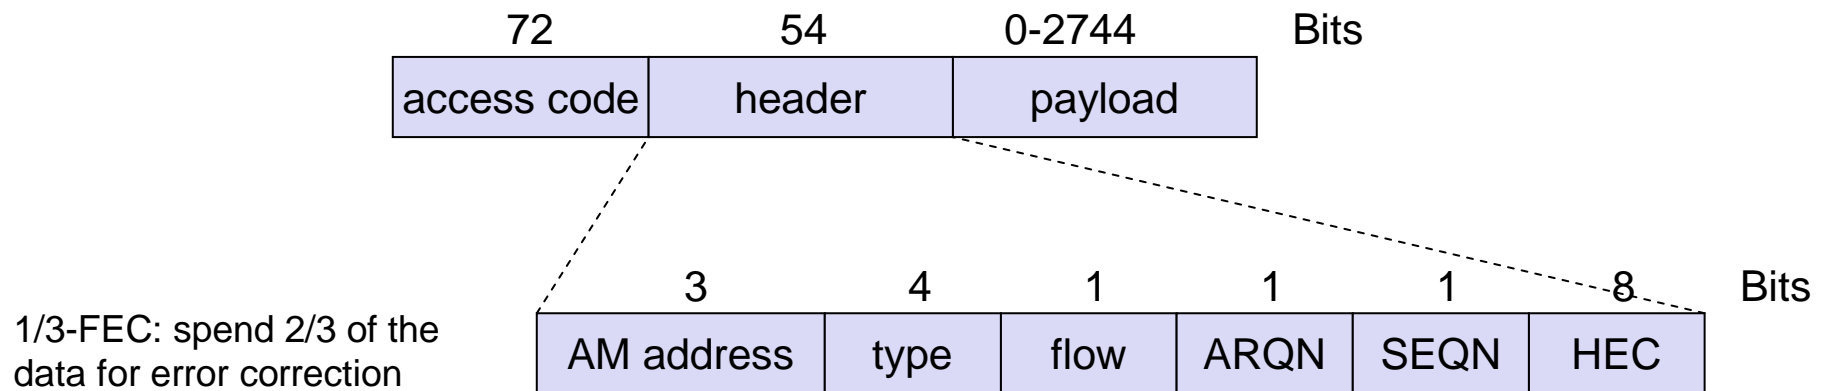 72 54 0-2744 Bits
access code header payload
3 4 1 1 1 8 Bits
1/3-FEC: spend 2/3 of the
data for error correction
AM address type flow ARQN SEQN HEC